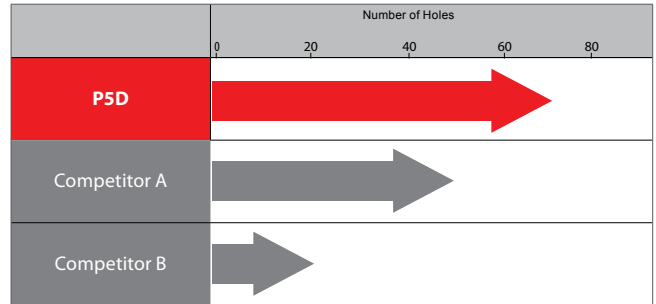 Number of Holes
0 20 40 60 80
P5D
Competitor A
Competitor B